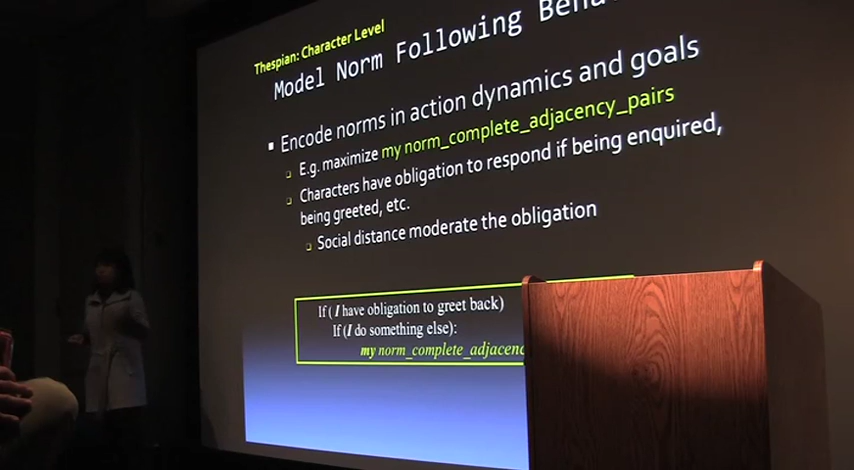 Thespian: Character Level
Model Norm Following
Encode norms in action dynamics and goals
E.g. maximize my norm_complete_adjacency_pairs
Characters have obligation to respond if being enquired,
being greeted, etc.
Social distance moderate the obligation
If ( I have obligation to greet back)
If (I do something else):
my norm_complete_adjacenc